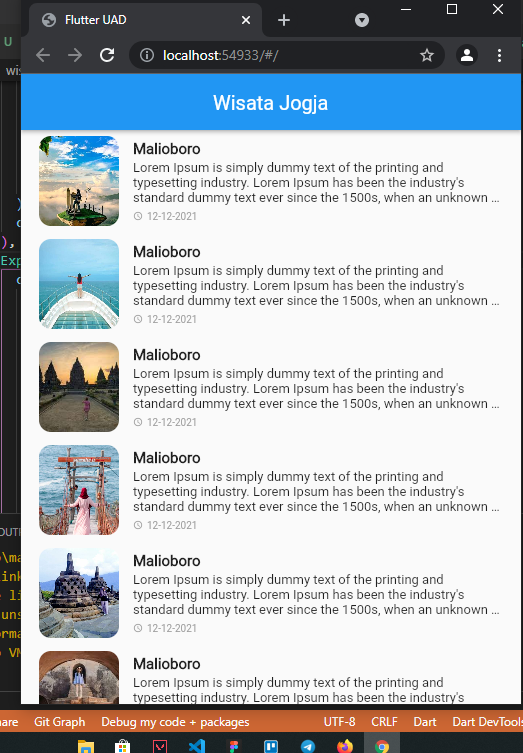 U
Flutter UAD
localhost:54933/#/
wis
Wisata Jogja
Malioboro
Lorem Ipsum is simply dummy text of the printing and
typesetting industry. Lorem Ipsum has been the industry's
standard dummy text ever since the 1500s, when an unknown ...
12-12-2021
),
Exp
Malioboro
Lorem Ipsum is simply dummy text of the printing and
typesetting industry. Lorem Ipsum has been the industry's
standard dummy text ever since the 1500s, when an unknown ...
12-12-2021
Malioboro
Lorem Ipsum is simply dummy text of the printing and
typesetting industry. Lorem Ipsum has been the industry's
standard dummy text ever since the 1500s, when an unknown ...
12-12-2021
Malioboro
Lorem Ipsum is simply dummy text of the printing and
typesetting industry. Lorem Ipsum has been the industry's
standard dummy text ever since the 1500s, when an unknown ...
12-12-2021
OUT
\ma
ink
li
uns
orma
VM
Malioboro
Lorem Ipsum is simply dummy text of the printing and
typesetting industry. Lorem Ipsum has been the industry's
standard dummy text ever since the 1500s, when an unknown ...
12-12-2021
Malioboro
Lorem Ipsum is simply dummy text of the printing and
typesetting industry. Lorem Ipsum has been the industry's
hare Git Graph Debug my code + packages UTF-8 CRLF Dart Dart DevTools